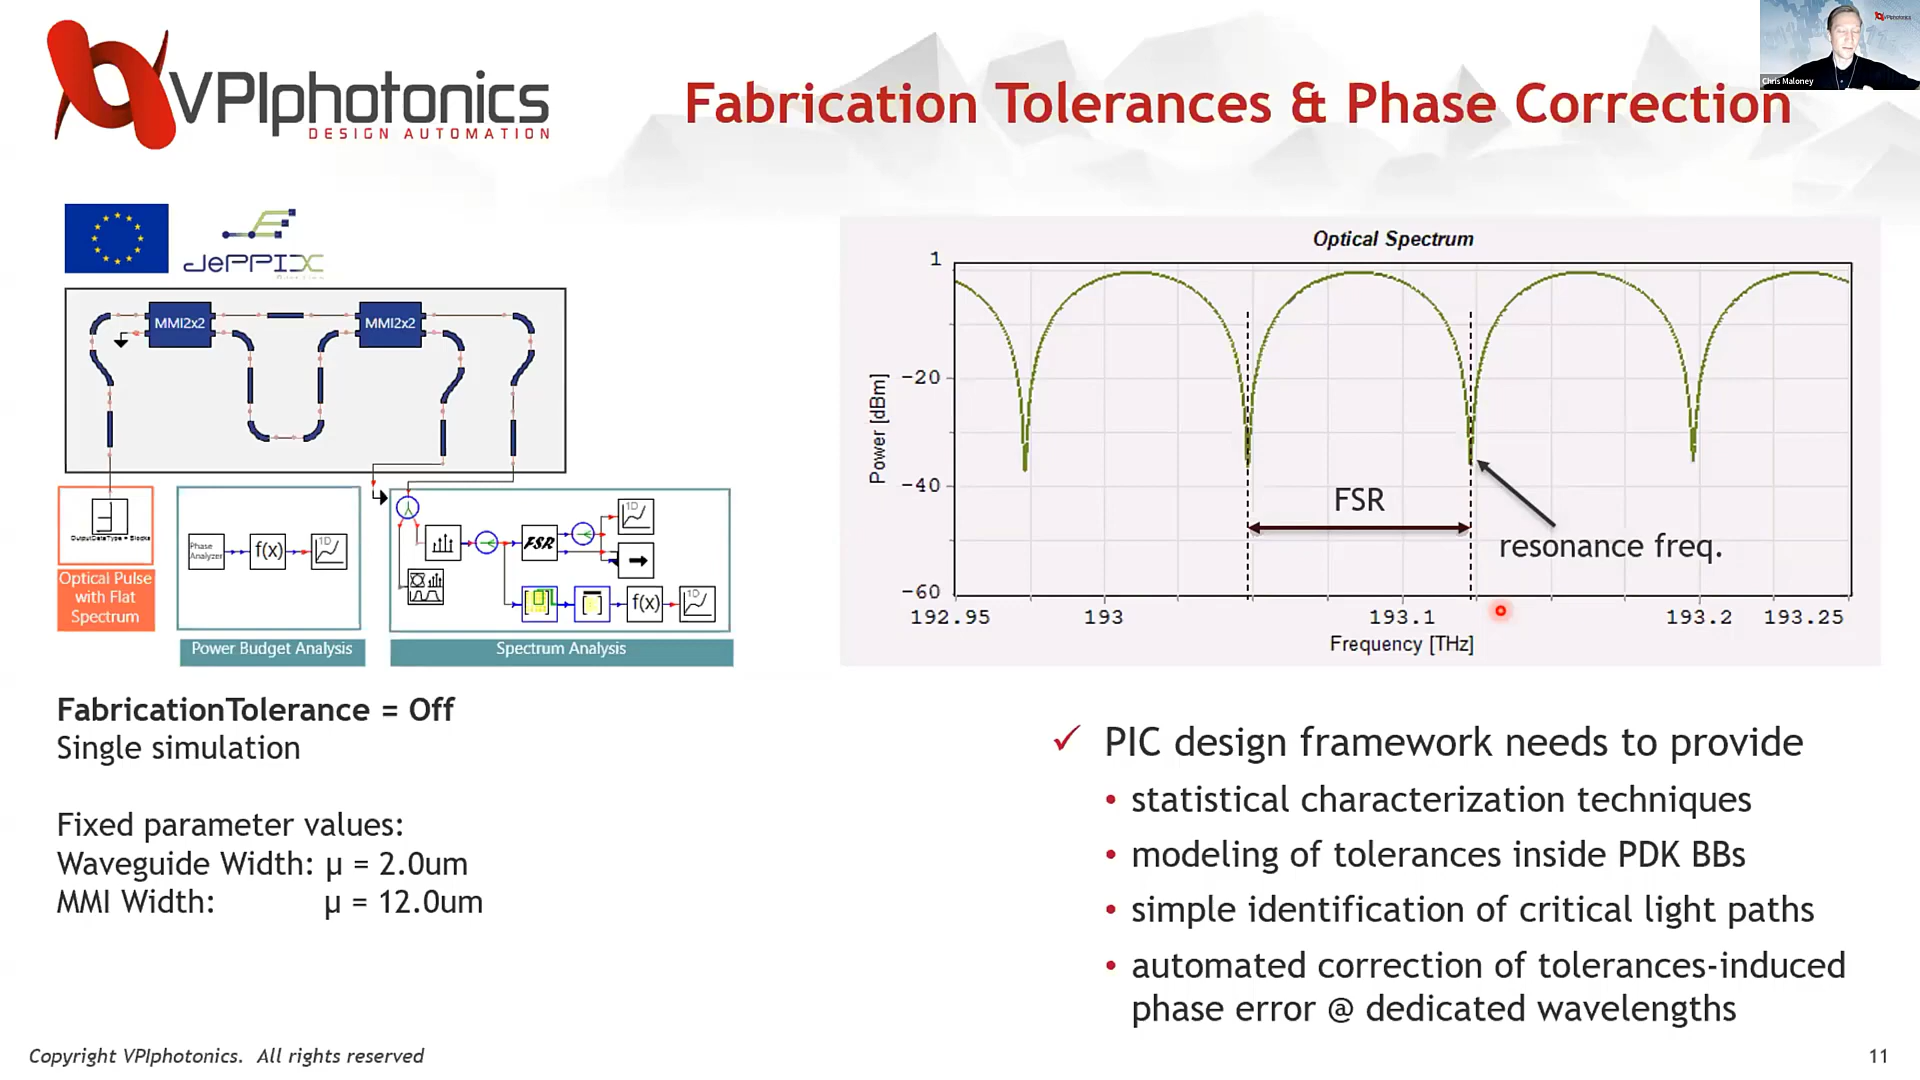 VPIphotonics
DESIGN AUTOMATION
Fabrication Tolerances & Phase Correction
Chris Maloney
JePPIX
MMI2x2
MMI2x2
OutputDataType = Blocks
Optical Pulse
with Flat
Spectrum
Phase
Analyzer
f(x)
1D
Power Budget Analysis
FSR
1D
f(x)
1D
Spectrum Analysis
Optical Spectrum
Power [dBm]
1
-20
-40
-60
FSR
resonance freq.
192.95
193
193.1
193.2
193.25
Frequency [THz]
FabricationTolerance = Off
Single simulation
Fixed parameter values:
Waveguide Width: μ = 2.0um
MMI Width: μ = 12.0um
✓ PIC design framework needs to provide
• statistical characterization techniques
• modeling of tolerances inside PDK BBs
• simple identification of critical light paths
• automated correction of tolerances-induced
phase error @ dedicated wavelengths
Copyright VPIphotonics. All rights reserved
11